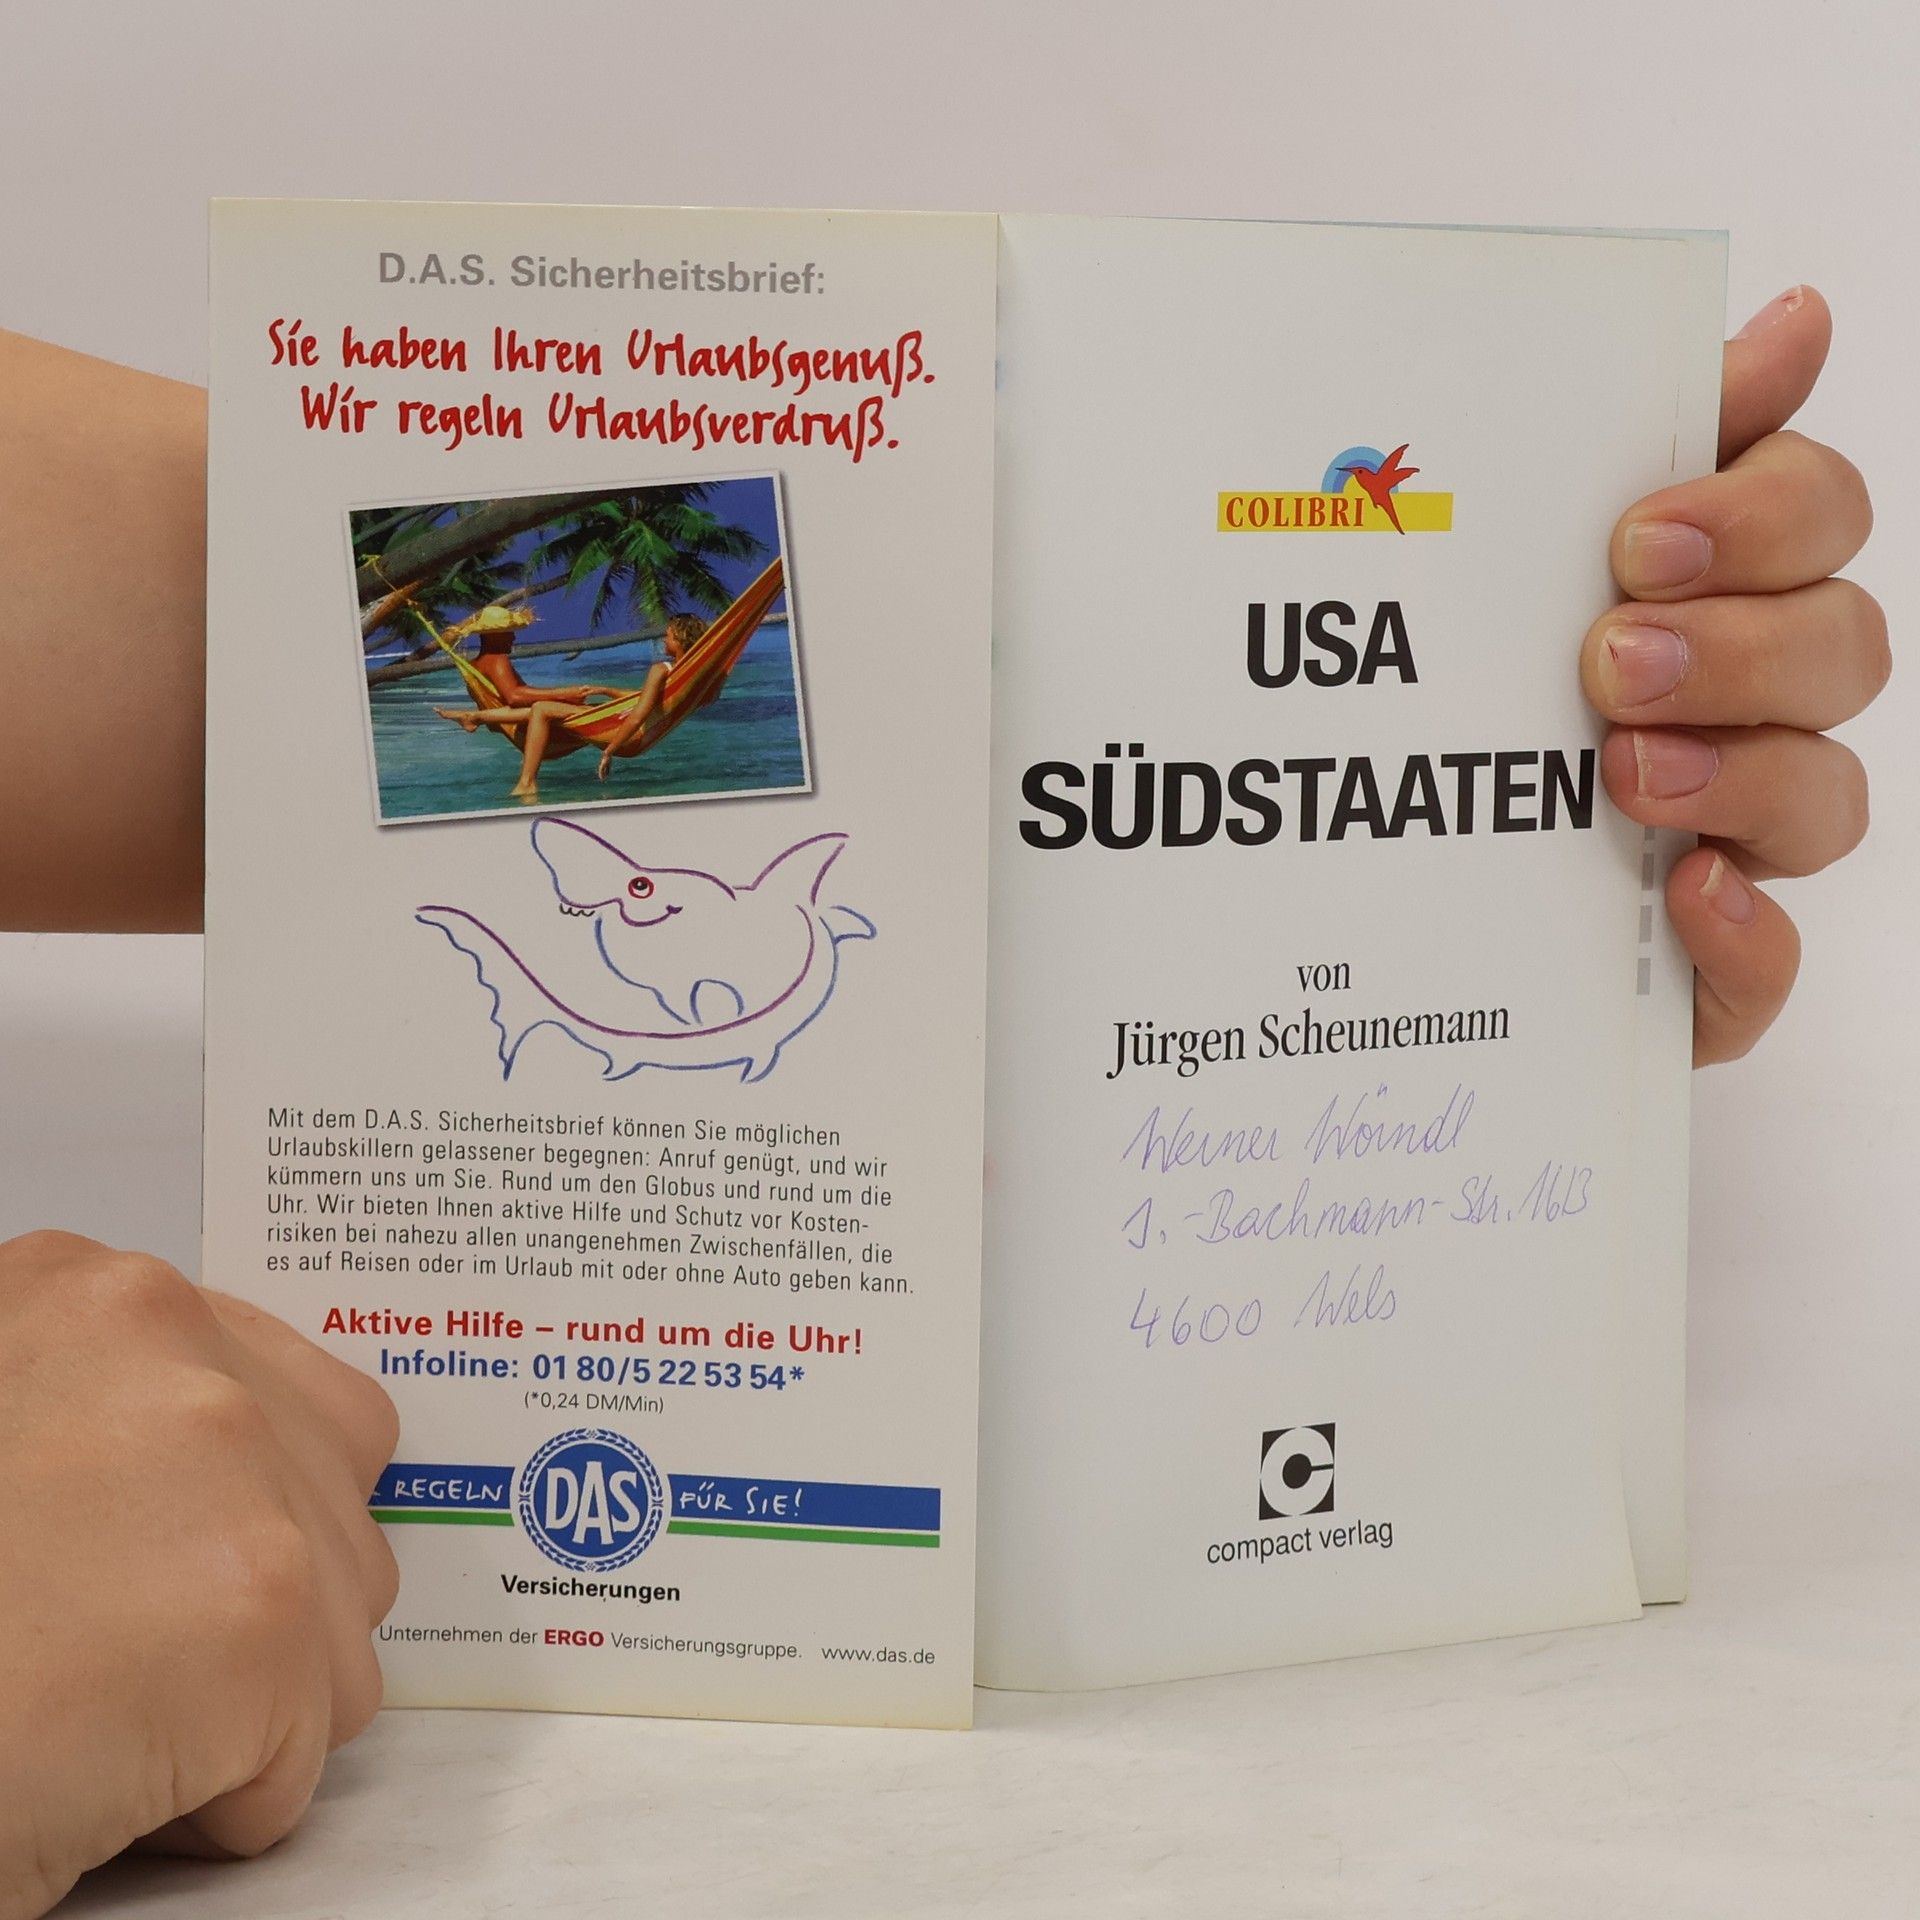 D.A.S. Sicherheitsbrief:
Sie haben Ihren Urlaubsgenuß.
Wir regeln Urlaubsverdruß.
Mit dem D.A.S. Sicherheitsbrief können Sie möglichen
Urlaubskillern gelassener begegnen: Anruf genügt, und wir
kümmern uns um Sie. Rund um den Globus und rund um die
Uhr. Wir bieten Ihnen aktive Hilfe und Schutz vor Kosten-
risiken bei nahezu allen unangenehmen Zwischenfällen, die
es auf Reisen oder im Urlaub mit oder ohne Auto geben kann.
Aktive Hilfe – rund um die Uhr!
Infoline: 01 80/5 22 53 54*
(*0,24 DM/Min)
REGELN DAS FÜR SIE!
Versicherungen
Unternehmen der ERGO Versicherungsgruppe. www.das.de
COLIBRI
USA
SÜDSTAATEN
von
Jürgen Scheunemann
Werner Wöindl
I.-Bachmann-Str. 16B
4600 Wels
compact verlag